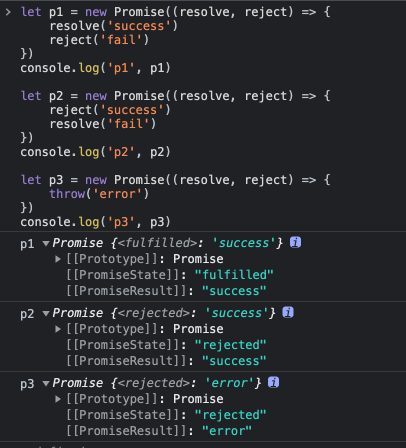 let p1 = new Promise((resolve, reject) => {
    resolve('success')
    reject('fail')
})
console.log('p1', p1)

let p2 = new Promise((resolve, reject) => {
    reject('success')
    resolve('fail')
})
console.log('p2', p2)

let p3 = new Promise((resolve, reject) => {
    throw('error')
})
console.log('p3', p3)
p1 ▼Promise {<fulfilled>: 'success'} i
▶[[Prototype]]: Promise
[[PromiseState]]: "fulfilled"
[[PromiseResult]]: "success"
p2 ▼Promise {<rejected>: 'success'} i
▶[[Prototype]]: Promise
[[PromiseState]]: "rejected"
[[PromiseResult]]: "success"
p3 ▼Promise {<rejected>: 'error'} i
▶[[Prototype]]: Promise
[[PromiseState]]: "rejected"
[[PromiseResult]]: "error"